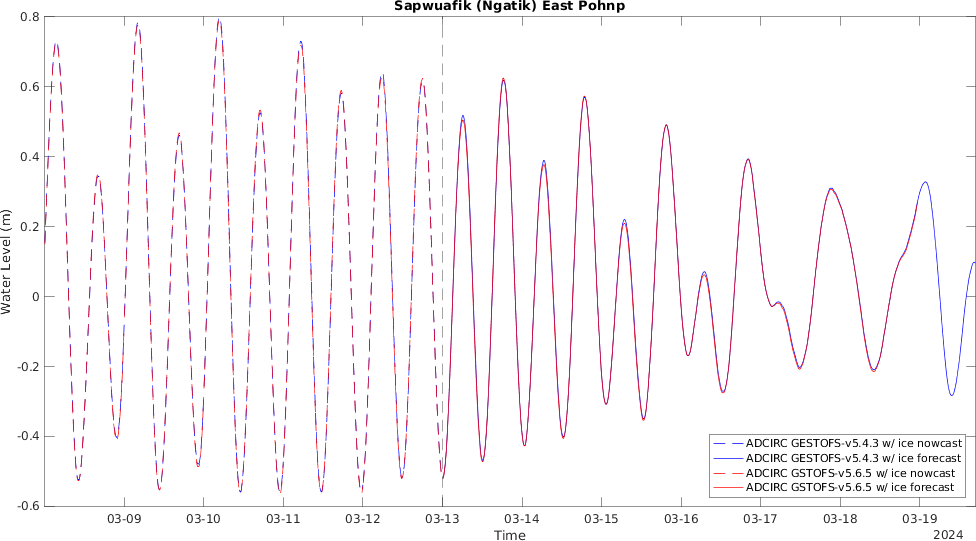 Sapwuafik (Ngatik) East Pohnp
Water Level (m)
0.8
0.6
0.4
0.2
0
-0.2
-0.4
-0.6
ADCIRC GESTOFS-v5.4.3 w/ ice nowcast
ADCIRC GESTOFS-v5.4.3 w/ ice forecast
ADCIRC GSTOFS-v5.6.5 w/ ice nowcast
ADCIRC GSTOFS-v5.6.5 w/ ice forecast
03-09 03-10 03-11 03-12 03-13 03-14 03-15 03-16 03-17 03-18 03-19
Time
2024